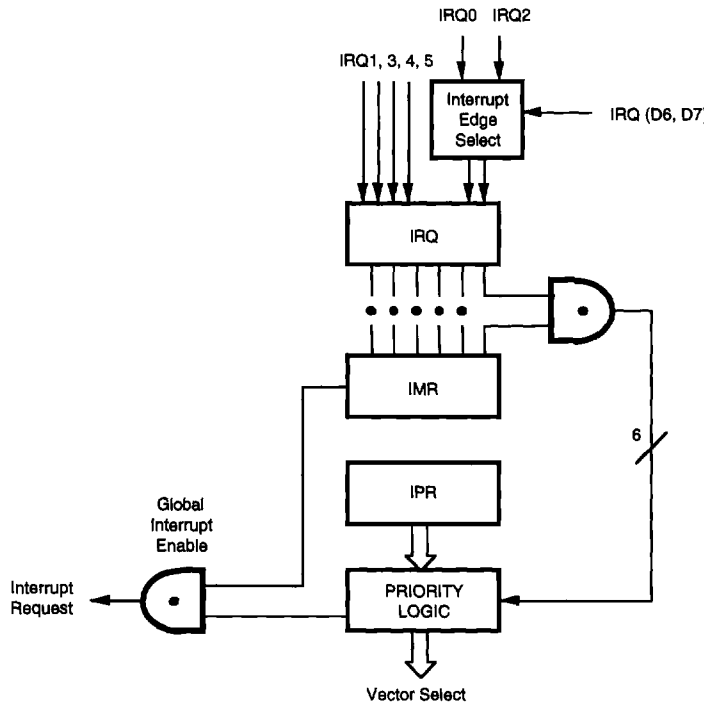 IRQ0 IRQ2
IRQ1, 3, 4, 5
Interrupt
Edge
Select
IRQ (D6, D7)
IRQ
IMR
6
IPR
Global
Interrupt
Enable
Interrupt
Request
PRIORITY
LOGIC
Vector Select